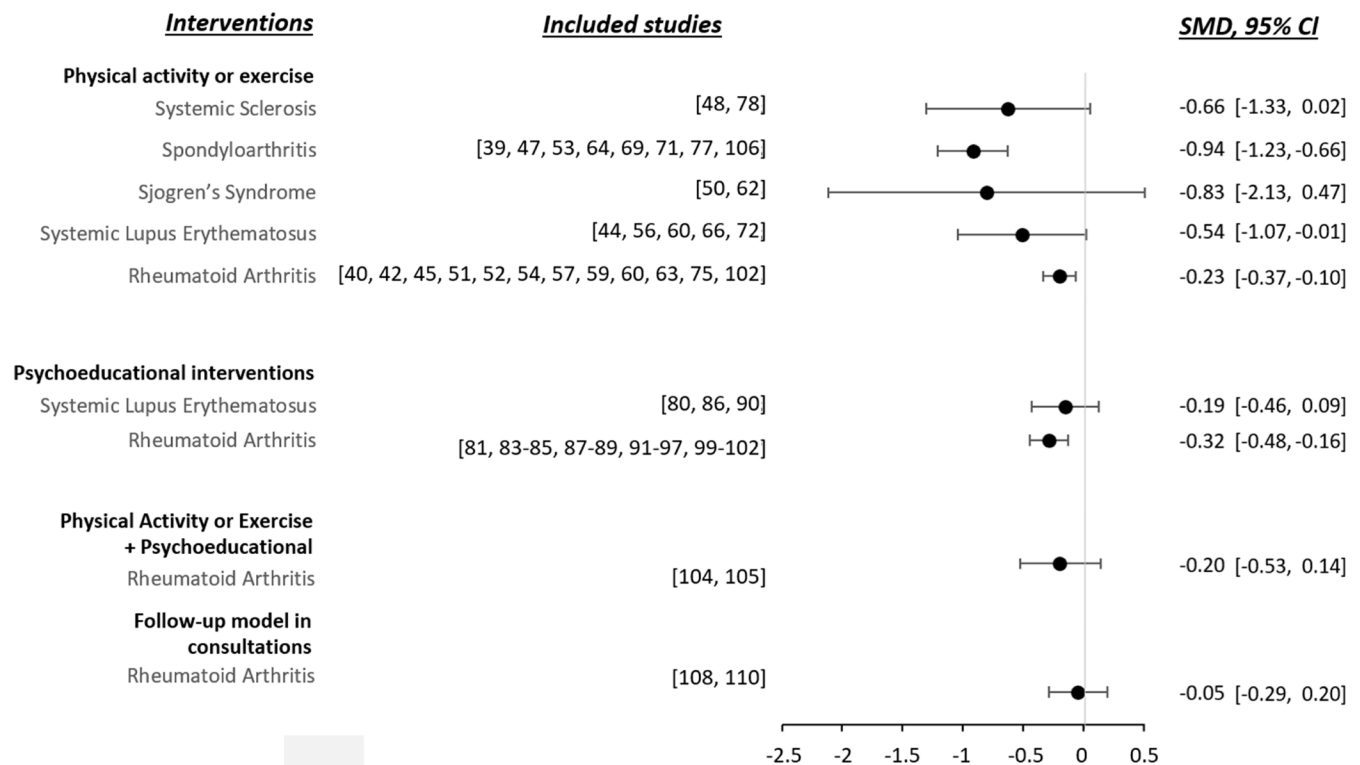 Interventions Included studies SMD, 95% CI
Physical activity or exercise
Systemic Sclerosis [48, 78] -0.66 [-1.33, 0.02]
Spondyloarthritis [39, 47, 53, 64, 69, 71, 77, 106] -0.94 [-1.23, -0.66]
Sjogren’s Syndrome [50, 62] -0.83 [-2.13, 0.47]
Systemic Lupus Erythematosus [44, 56, 60, 66, 72] -0.54 [-1.07, -0.01]
Rheumatoid Arthritis [40, 42, 45, 51, 52, 54, 57, 59, 60, 63, 75, 102] -0.23 [-0.37, -0.10]
Psychoeducational interventions
Systemic Lupus Erythematosus [80, 86, 90] -0.19 [-0.46, 0.09]
Rheumatoid Arthritis [81, 83-85, 87-89, 91-97, 99-102] -0.32 [-0.48, -0.16]
Physical Activity or Exercise
+ Psychoeducational
Rheumatoid Arthritis [104, 105] -0.20 [-0.53, 0.14]
Follow-up model in
consultations
Rheumatoid Arthritis [108, 110] -0.05 [-0.29, 0.20]
-2.5 -2 -1.5 -1 -0.5 0 0.5